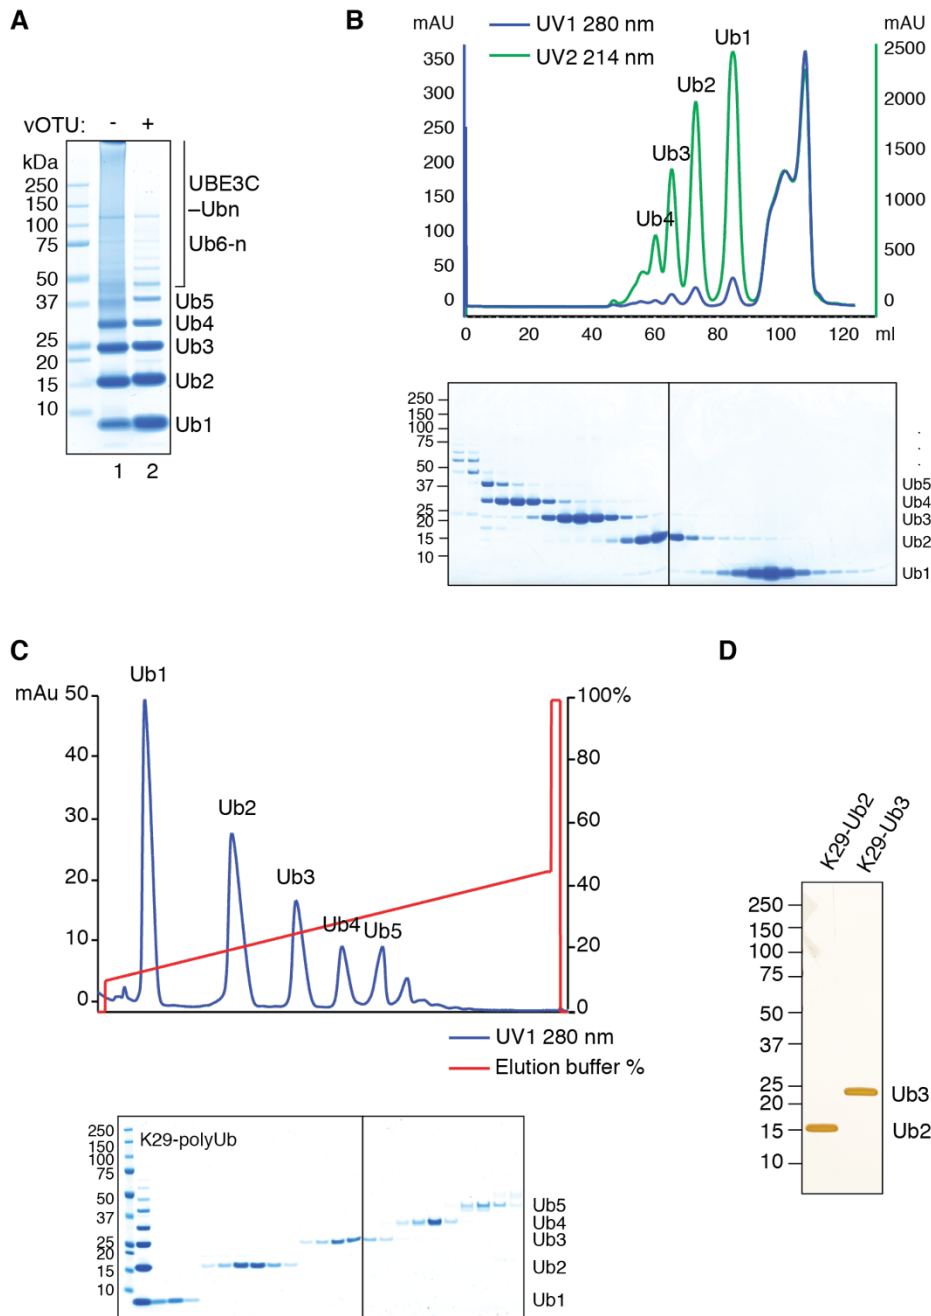 A
vOTU: - +
kDa
250
150
100
75
50
37
25
20
15
10
UBE3C
–Ubn
Ub6-n
Ub5
Ub4
Ub3
Ub2
Ub1
1 2
B
mAU
UV1 280 nm
UV2 214 nm
mAU
350
300
250
200
150
100
50
0
2500
2000
1500
1000
500
0
Ub1
Ub2
Ub3
Ub4
0 20 40 60 80 100 120 ml
250
150
100
75
50
37
25
20
15
10
.
.
.
Ub5
Ub4
Ub3
Ub2
Ub1
C
mAu 50
40
30
20
10
0
Ub1
Ub2
Ub3
Ub4
Ub5
100%
80
60
40
20
0
UV1 280 nm
Elution buffer %
250
150
100
75
50
37
25
20
15
10
K29-polyUb
Ub5
Ub4
Ub3
Ub2
Ub1
D
K29-Ub2
K29-Ub3
250
150
100
75
50
37
25
20
15
10
Ub3
Ub2